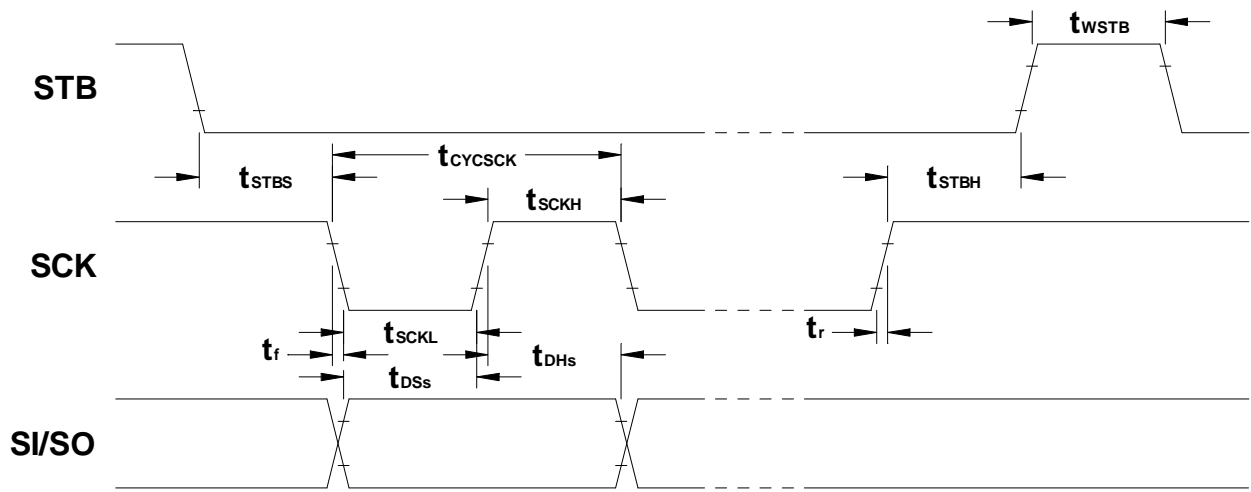 tWSTB
STB
tCYCSCK
tSTBS
tSTBH
tSCKH
SCK
tSCKL
tr
tf
tDHs
tDSs
SI/SO